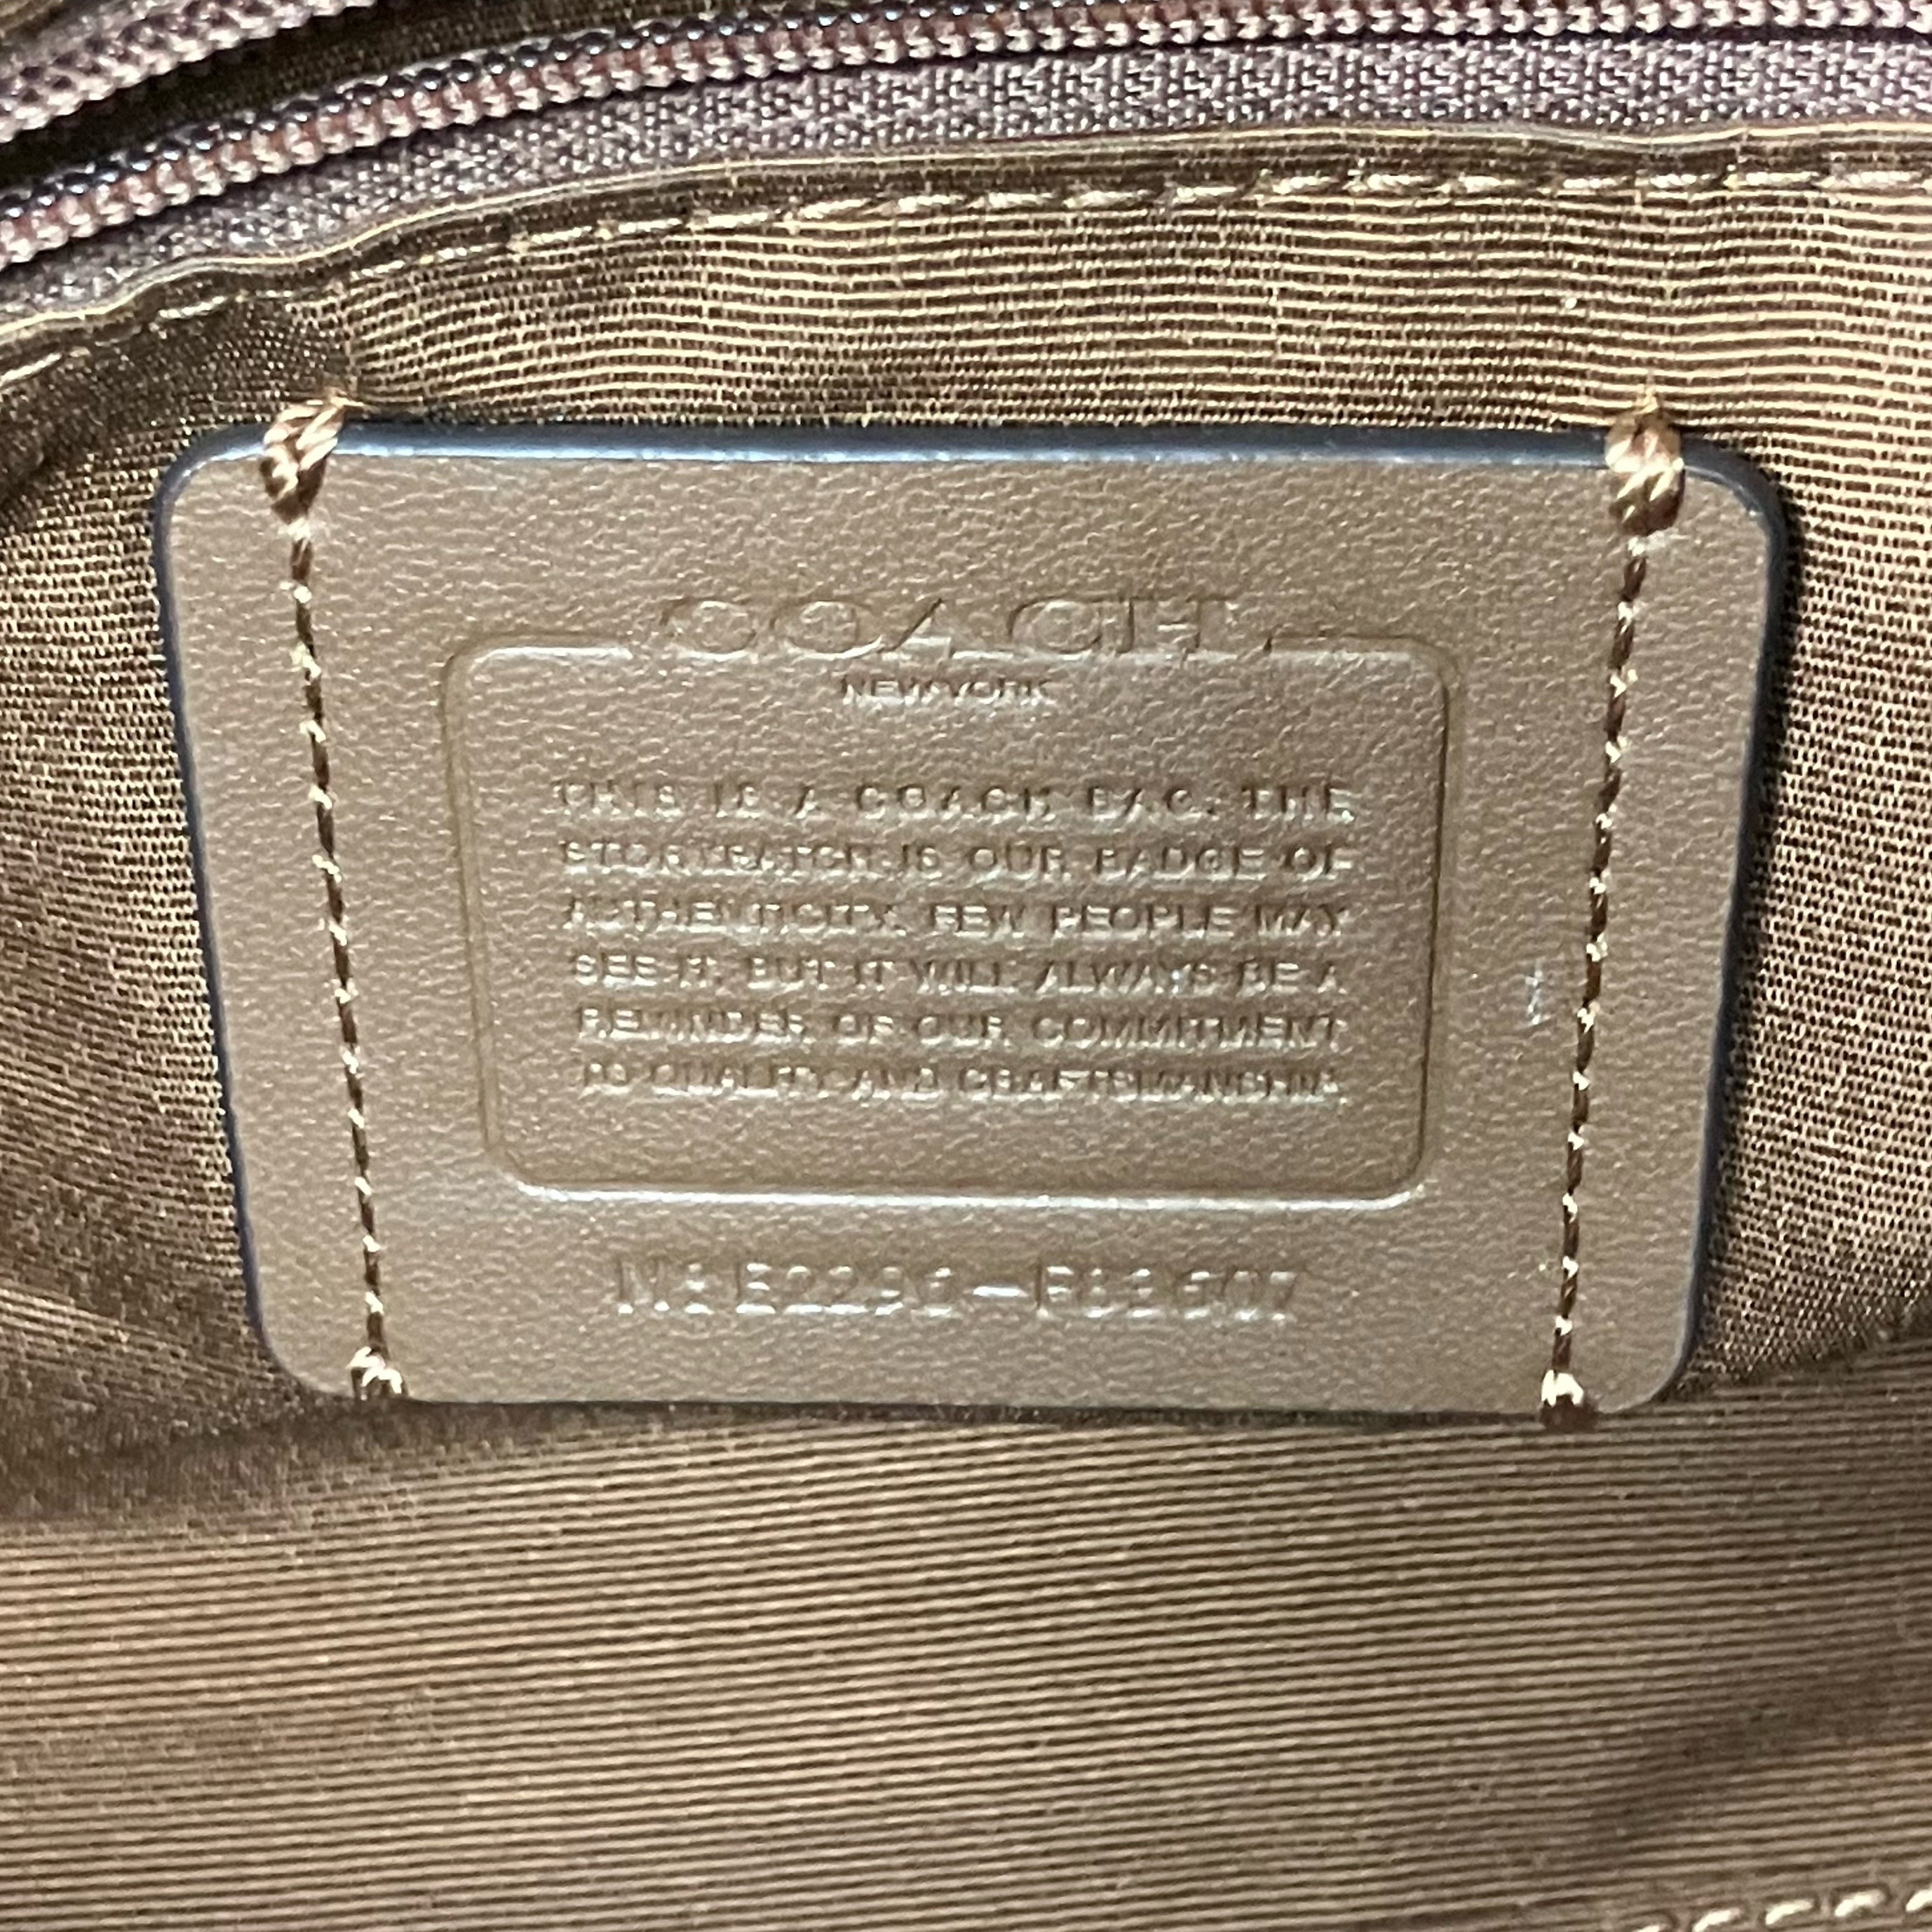 COACH
NEW YORK
THIS IS A COACH BAG. THE
STORYPATCH IS OUR BADGE OF
AUTHENTICITY. FEW PEOPLE MAY
SEE IT, BUT IT WILL ALWAYS BE A
REMINDER OF OUR COMMITMENT
TO QUALITY AND CRAFTSMANSHIP.